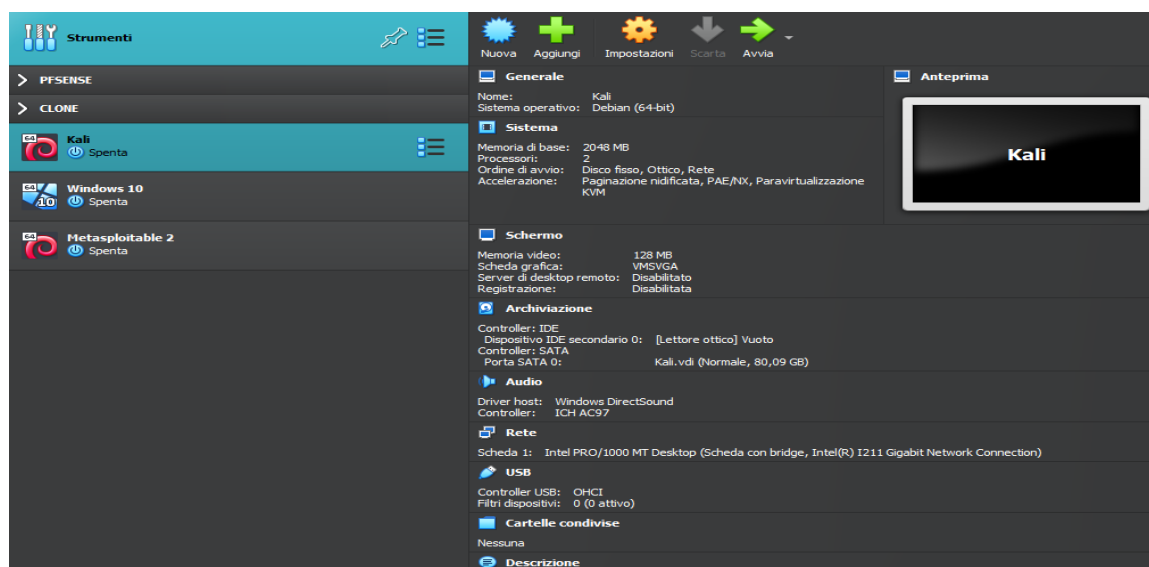 Strumenti
PFSENSE
CLONE
64
Kali
Spenta
64
10
Windows 10
Spenta
64
Metasploitable 2
Spenta
Nuova Aggiungi Impostazioni Scarta Avvia
Generale
Nome: Kali
Sistema operativo: Debian (64-bit)
Anteprima
Kali
Sistema
Memoria di base: 2048 MB
Processori: 2
Ordine di avvio: Disco fisso, Ottico, Rete
Accelerazione: Paginazione nidificata, PAE/NX, Paravirtualizzazione
KVM
Schermo
Memoria video: 128 MB
Scheda grafica: VMSVGA
Server di desktop remoto: Disabilitato
Registrazione: Disabilitata
Archiviazione
Controller: IDE
Dispositivo IDE secondario 0: [Lettore ottico] Vuoto
Controller: SATA
Porta SATA 0: Kali.vdi (Normale, 80,09 GB)
Audio
Driver host: Windows DirectSound
Controller: ICH AC97
Rete
Scheda 1: Intel PRO/1000 MT Desktop (Scheda con bridge, Intel(R) I211 Gigabit Network Connection)
USB
Controller USB: OHCI
Filtri dispositivi: 0 (0 attivo)
Cartelle condivise
Nessuna
Descrizione